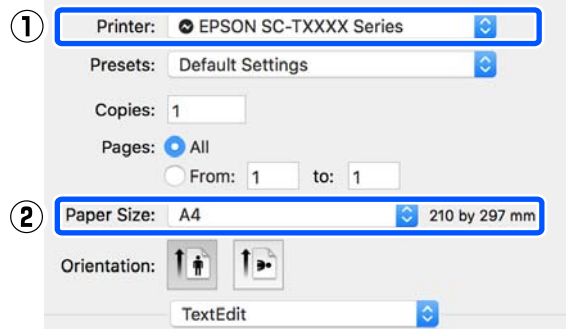 ① Printer: EPSON SC-TXXXX Series
Presets: Default Settings
Copies: 1
Pages: All
From: 1 to: 1
② Paper Size: A4 210 by 297 mm
Orientation:
TextEdit